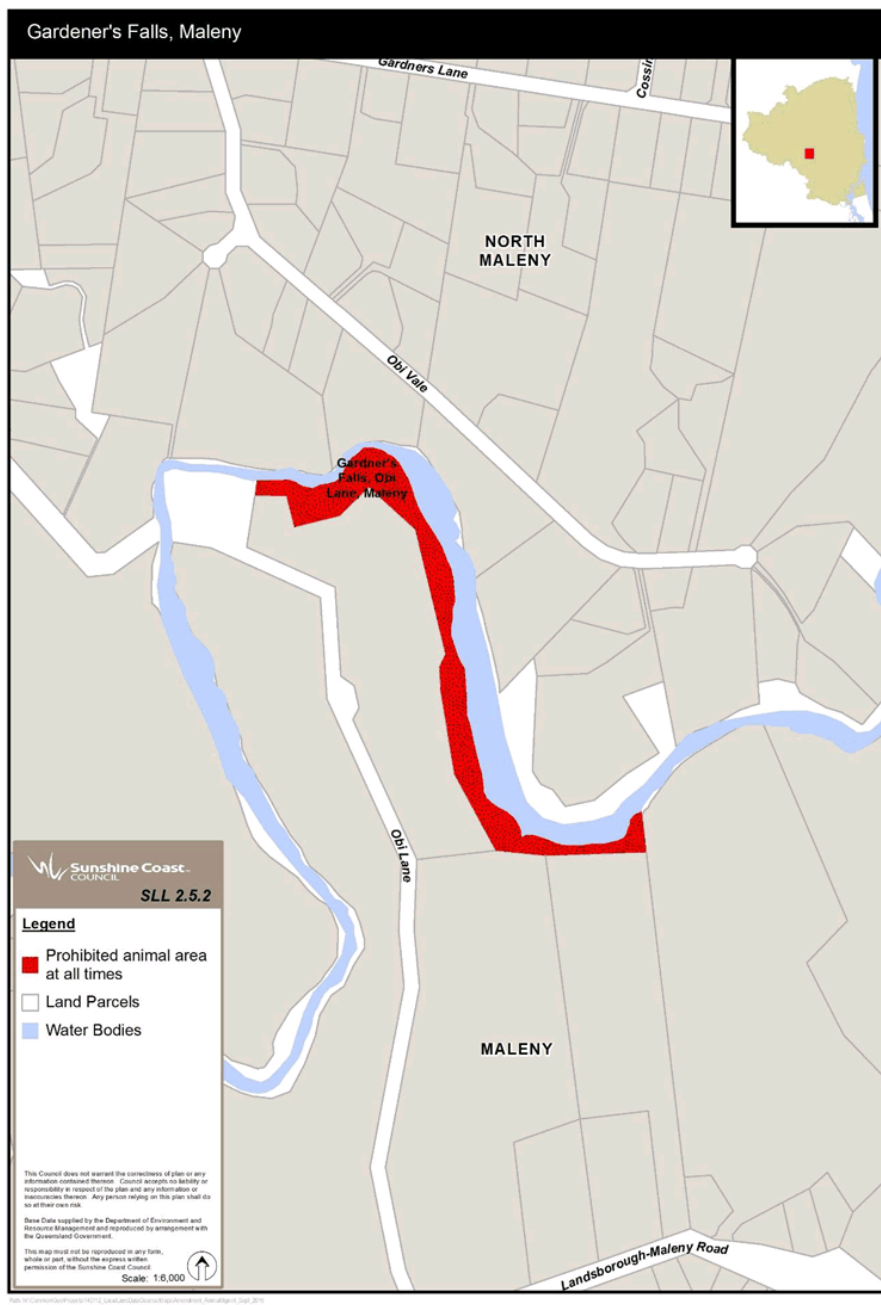 Gardener's Falls, Maleny
Gardners Lane
Cossin
NORTH
MALENY
Obi Vale
Gardner's
Falls, Obi
Lane, Maleny
Obi Lane
Sunshine Coast
COUNCIL
SLL 2.5.2
Legend
Prohibited animal area
at all times
Land Parcels
Water Bodies
MALENY
Landsborough-Maleny Road
This Council does not warrant the correctness of plan or any
information contained thereon. Council accepts no liability or
responsibility in respect of the plan and any information or
inaccuracies thereon. Any person relying on this plan shall do
so at their own risk.
Base Data supplied by the Department of Environment and
Resource Management and reproduced by arrangement with
the Queensland Government.
This map must not be reproduced in any form,
whole or part, without the express written
permission of the Sunshine Coast Council.
Scale: 1:6,000